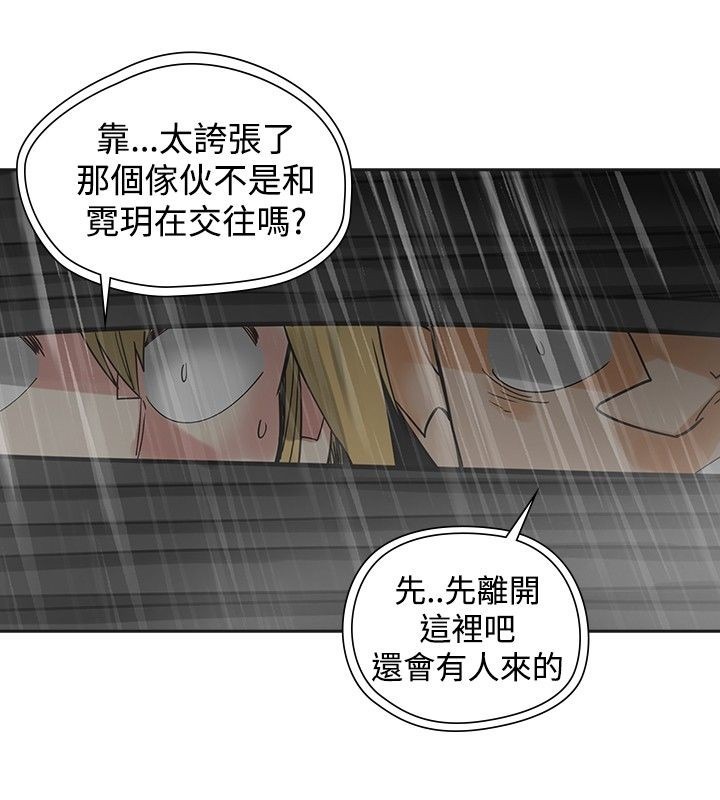 靠...太誇張了
那個傢伙不是和
霓玥在交往嗎?
先..先離開
這裡吧
還會有人來的